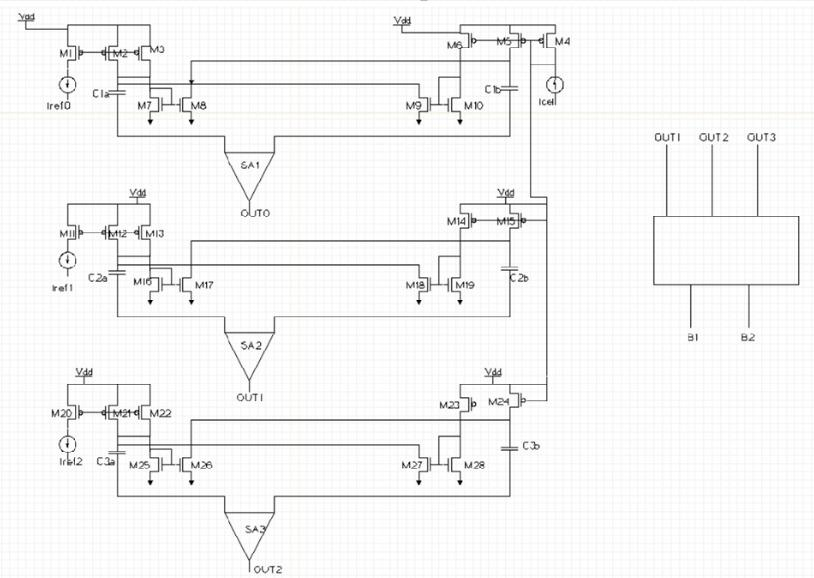 Vdd
M1
M2
M3
Iref0
C1a
M7
M8
Vdd
M6
M5
M4
Icell
C1b
M9
M10
SA1
OUT0
Vdd
M11
M12
M13
Iref1
C2a
M16
M17
Vdd
M14
M15
M18
M19
C2b
SA2
OUT1
Vdd
M20
M21
M22
Iref2
C3a
M25
M26
Vdd
M23
M24
M27
M28
C3b
SA3
OUT2
OUT1 OUT2 OUT3
B1 B2